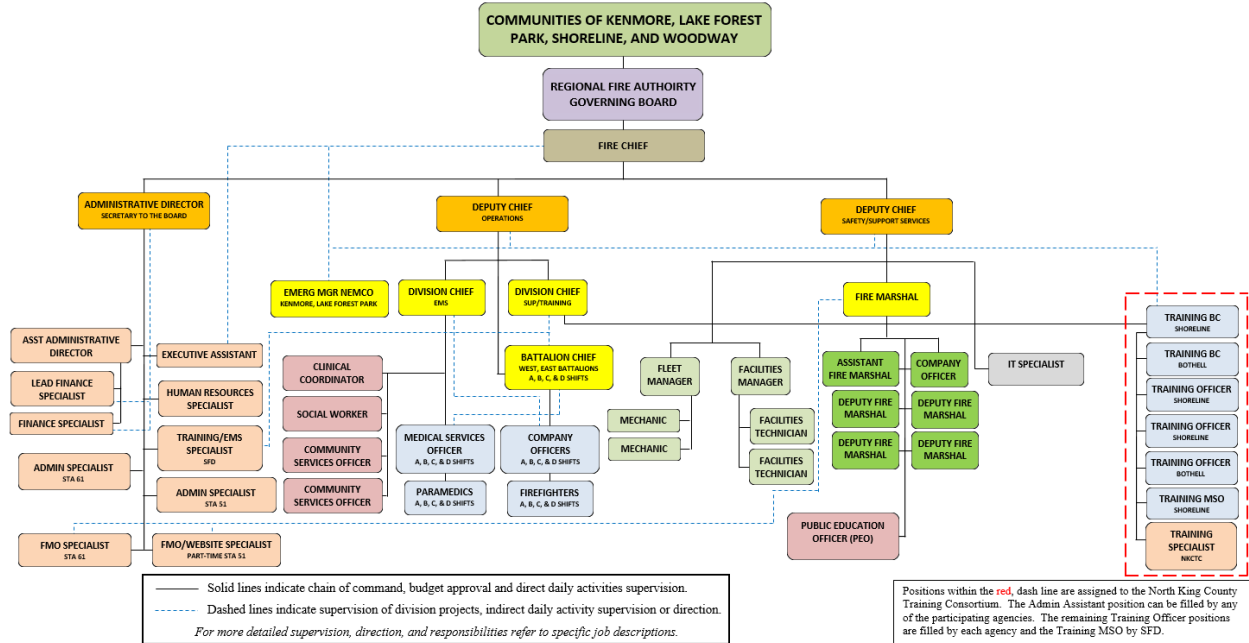 COMMUNITIES OF KENMORE, LAKE FOREST
PARK, SHORELINE, AND WOODWAY
REGIONAL FIRE AUTHOIRTY
GOVERNING BOARD
FIRE CHIEF
ADMINISTRATIVE DIRECTOR
SECRETARY TO THE BOARD
DEPUTY CHIEF
OPERATIONS
DEPUTY CHIEF
SAFETY/SUPPORT SERVICES
EMERG MGR NEMCO
KENMORE, LAKE FOREST PARK
DIVISION CHIEF
EMS
DIVISION CHIEF
SUP/TRAINING
FIRE MARSHAL
ASST ADMINISTRATIVE
DIRECTOR
EXECUTIVE ASSISTANT
LEAD FINANCE
SPECIALIST
HUMAN RESOURCES
SPECIALIST
FINANCE SPECIALIST
TRAINING/EMS
SPECIALIST
SFD
ADMIN SPECIALIST
STA 61
ADMIN SPECIALIST
STA 51
FMO SPECIALIST
STA 61
FMO/WEBSITE SPECIALIST
PART-TIME STA 51
CLINICAL
COORDINATOR
SOCIAL WORKER
COMMUNITY
SERVICES OFFICER
COMMUNITY
SERVICES OFFICER
BATTALION CHIEF
WEST, EAST BATTALIONS
A, B, C, & D SHIFTS
MEDICAL SERVICES
OFFICER
A, B, C, & D SHIFTS
COMPANY
OFFICERS
A, B, C, & D SHIFTS
PARAMEDICS
A, B, C, & D SHIFTS
FIREFIGHTERS
A, B, C, & D SHIFTS
FLEET
MANAGER
FACILITIES
MANAGER
MECHANIC
MECHANIC
FACILITIES
TECHNICIAN
FACILITIES
TECHNICIAN
ASSISTANT
FIRE MARSHAL
COMPANY
OFFICER
DEPUTY FIRE
MARSHAL
DEPUTY FIRE
MARSHAL
DEPUTY FIRE
MARSHAL
DEPUTY FIRE
MARSHAL
PUBLIC EDUCATION
OFFICER (PEO)
IT SPECIALIST
TRAINING BC
SHORELINE
TRAINING BC
BOTHELL
TRAINING OFFICER
SHORELINE
TRAINING OFFICER
SHORELINE
TRAINING OFFICER
BOTHELL
TRAINING MSO
SHORELINE
TRAINING
SPECIALIST
NKCTC
Solid lines indicate chain of command, budget approval and direct daily activities supervision.
Dashed lines indicate supervision of division projects, indirect daily activity supervision or direction.
For more detailed supervision, direction, and responsibilities refer to specific job descriptions.
Positions within the red, dash line are assigned to the North King County
Training Consortium. The Admin Assistant position can be filled by any
of the participating agencies. The remaining Training Officer positions
are filled by each agency and the Training MSO by SFD.